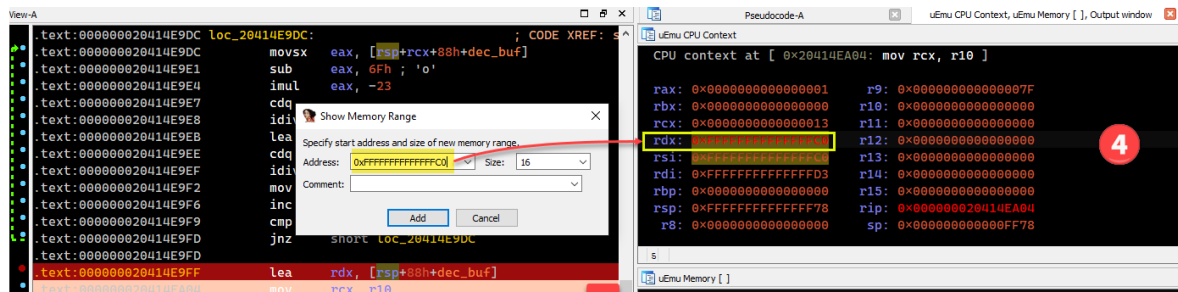 View-A
.text:000000020414E9DC loc_20414E9DC: ; CODE XREF: s
.text:000000020414E9DC movsx eax, [rsp+rcx+88h+dec_buf]
.text:000000020414E9E1 sub eax, 6Fh ; 'o'
.text:000000020414E9E4 imul eax, -23
.text:000000020414E9E7 cdq
.text:000000020414E9E8 idiv
.text:000000020414E9EB lea
.text:000000020414E9EE cdq
.text:000000020414E9EF idiv
.text:000000020414E9F2 mov
.text:000000020414E9F6 inc
.text:000000020414E9F9 cmp
.text:000000020414E9FD jnz short loc_20414E9DC
.text:000000020414E9FD
.text:000000020414E9FF lea rdx, [rsp+88h+dec_buf]
.text:000000020414EA04 mov rcx, r10
Show Memory Range
Specify start address and size of new memory range.
Address: 0xFFFFFFFFFFFFFFC0 Size: 16
Comment:
Add Cancel
Pseudocode-A uEmu CPU Context, uEmu Memory [ ], Output window
uEmu CPU Context
CPU context at [ 0x20414EA04: mov rcx, r10 ]
rax: 0x0000000000000001 r9: 0x000000000000007F
rbx: 0x0000000000000000 r10: 0x0000000000000000
rcx: 0x0000000000000013 r11: 0x0000000000000000
rdx: 0xFFFFFFFFFFFFFFC0 r12: 0x0000000000000000
rsi: 0xFFFFFFFFFFFFFFC0 r13: 0x0000000000000000
rdi: 0xFFFFFFFFFFFFFFD3 r14: 0x0000000000000000
rbp: 0x0000000000000000 r15: 0x0000000000000000
rsp: 0xFFFFFFFFFFFFFF78 rip: 0x000000020414EA04
r8: 0x0000000000000000 sp: 0x000000000000FF78
4
s
uEmu Memory [ ]